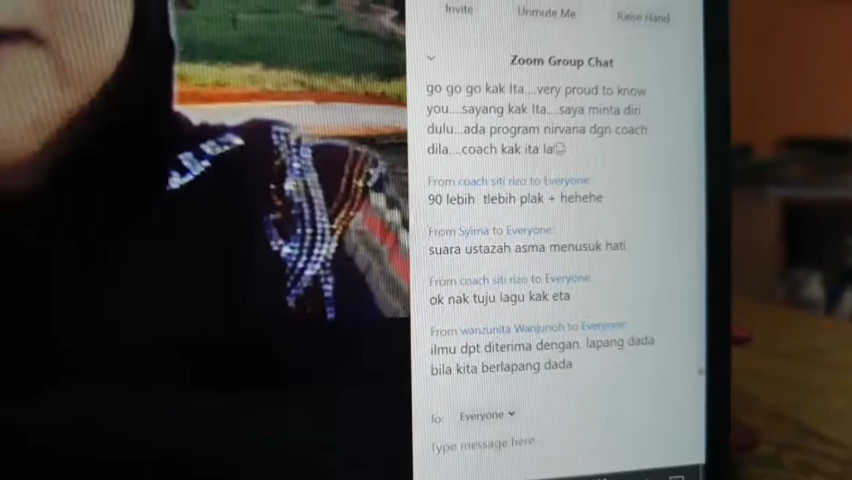 Invite Unmute Me Raise Hand
Zoom Group Chat
go go go kak Ita....very proud to know
you....sayang kak Ita....saya minta diri
dulu...ada program nirvana dgn coach
dila....coach kak ita la☺
From coach siti rizo to Everyone:
90 lebih tlebih plak + hehehe
From Syima to Everyone:
suara ustazah asma menusuk hati
From coach siti rizo to Everyone:
ok nak tuju lagu kak eta
From wanzunita Wanjunoh to Everyone:
ilmu dpt diterima dengan. lapang dada
bila kita berlapang dada
To: Everyone
Type message here...